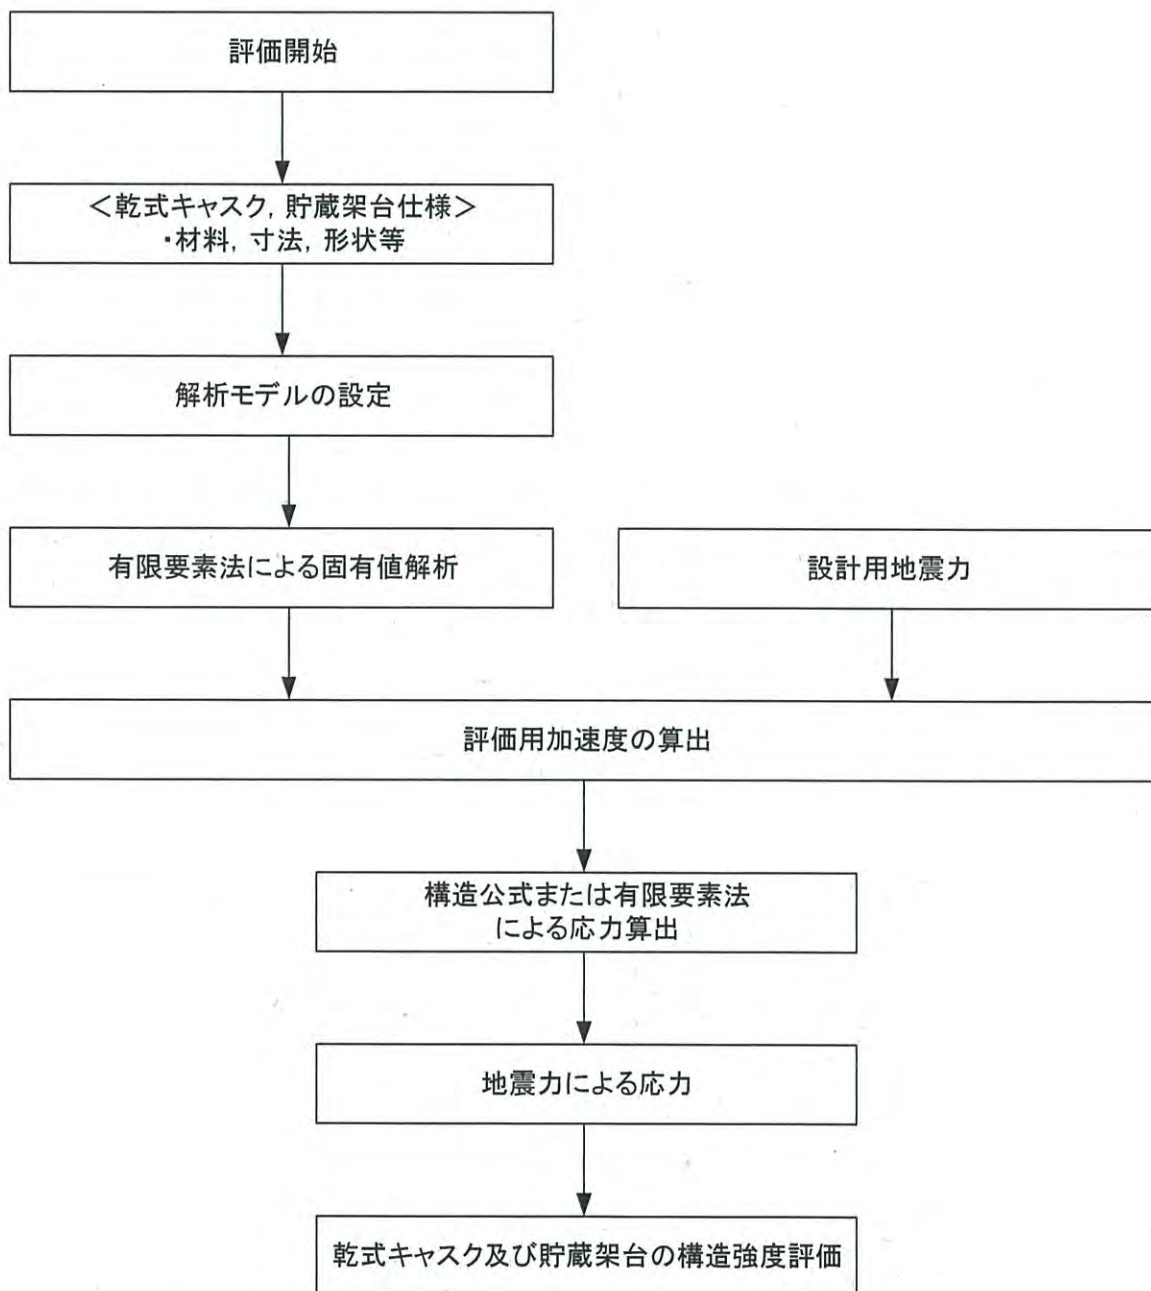 評価開始
<乾式キャスク, 貯蔵架台仕様>
・材料, 寸法, 形状等
解析モデルの設定
有限要素法による固有値解析
設計用地震力
評価用加速度の算出
構造公式または有限要素法
による応力算出
地震力による応力
乾式キャスク及び貯蔵架台の構造強度評価